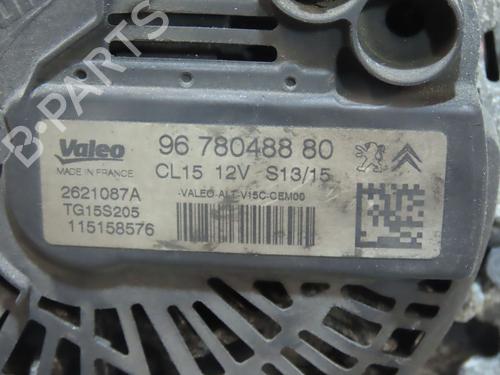 B-PARTS
Valeo
MADE IN FRANCE
96 780488 80
CL15 12V S13/15
2621087A
TG15S205
115158576
-VALEO-ALT-V15C-CEM00